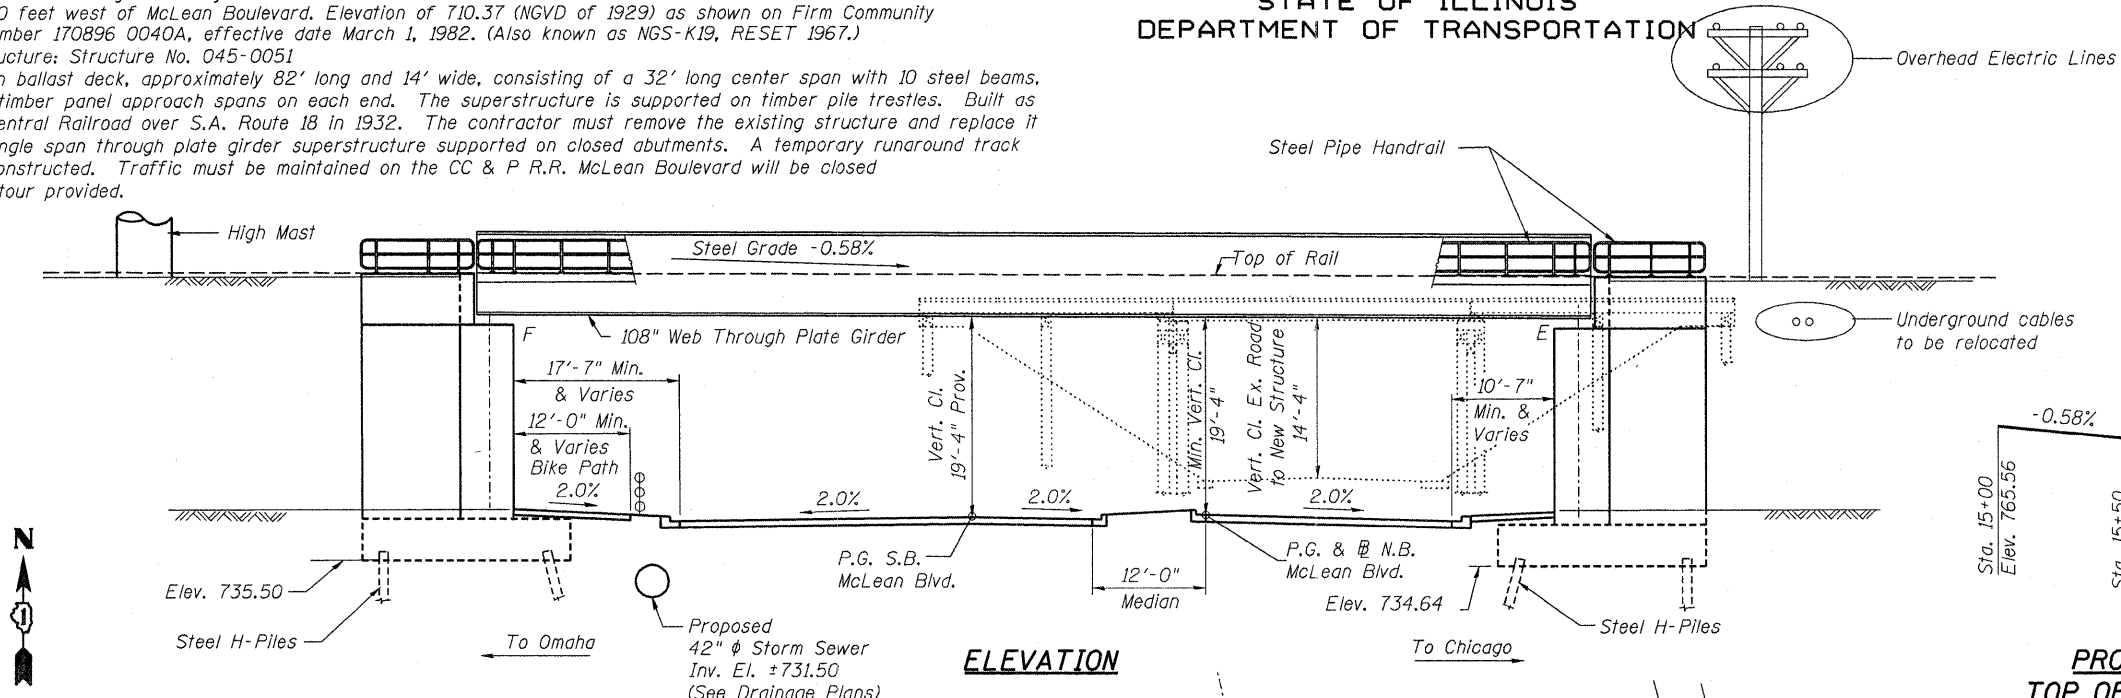 STATE OF ILLINOIS
DEPARTMENT OF TRANSPORTATION
0 feet west of McLean Boulevard. Elevation of 710.37 (NGVD of 1929) as shown on Firm Community
mber 170896 0040A, effective date March 1, 1982. (Also known as NGS-K19, RESET 1967.)
ucture: Structure No. 045-0051
n ballast deck, approximately 82' long and 14' wide, consisting of a 32' long center span with 10 steel beams,
timber panel approach spans on each end. The superstructure is supported on timber pile trestles. Built as
entral Railroad over S.A. Route 18 in 1932. The contractor must remove the existing structure and replace it
ngle span through plate girder superstructure supported on closed abutments. A temporary runaround track
onstructed. Traffic must be maintained on the CC & P R.R. McLean Boulevard will be closed
tour provided.
Overhead Electric Lines
Steel Pipe Handrail
High Mast
Steel Grade -0.58%
Top of Rail
F
108" Web Through Plate Girder
E
Underground cables
to be relocated
17'-7" Min.
& Varies
12'-0" Min.
& Varies
Bike Path
2.0%
2.0%
Vert. Cl.
19'-4" Prov.
2.0%
Min. Vert. Cl.
19'-4"
Vert. Cl. Ex. Road
to New Structure
14'-4"
2.0%
10'-7"
Min. &
Varies
-0.58%
Sta. 15+00
Elev. 765.56
Sta. 15+50
N
1
Elev. 735.50
Steel H-Piles
To Omaha
Proposed
42" ϕ Storm Sewer
Inv. El. ±731.50
(See Drainage Plans)
P.G. S.B.
McLean Blvd.
12'-0"
Median
P.G. & ℄ N.B.
McLean Blvd.
Elev. 734.64
Steel H-Piles
To Chicago
ELEVATION
PRO
TOP OF